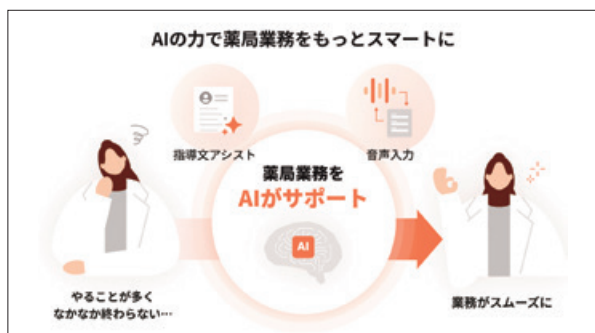 AIの力で薬局業務をもっとスマートに
指導文アシスト
音声入力
薬局業務を
AIがサポート
AI
やることが多く
なかなか終わらない…
業務がスムーズに